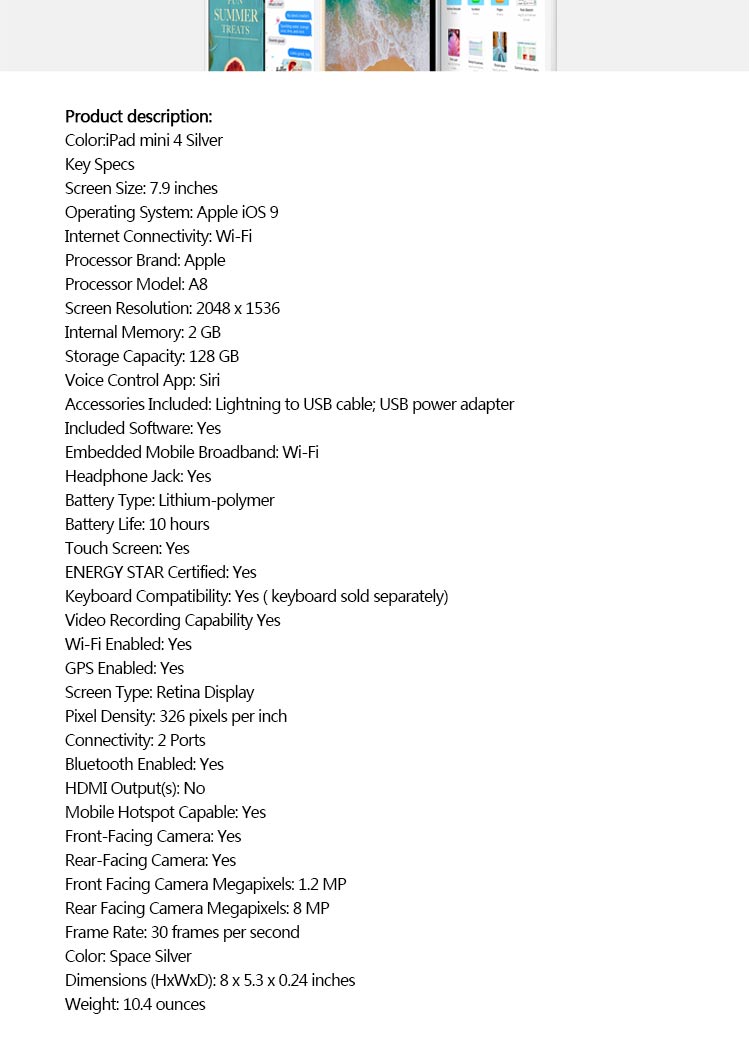 FUN
SUMMER
TREATS
Product description:
Color:iPad mini 4 Silver
Key Specs
Screen Size: 7.9 inches
Operating System: Apple iOS 9
Internet Connectivity: Wi-Fi
Processor Brand: Apple
Processor Model: A8
Screen Resolution: 2048 x 1536
Internal Memory: 2 GB
Storage Capacity: 128 GB
Voice Control App: Siri
Accessories Included: Lightning to USB cable; USB power adapter
Included Software: Yes
Embedded Mobile Broadband: Wi-Fi
Headphone Jack: Yes
Battery Type: Lithium-polymer
Battery Life: 10 hours
Touch Screen: Yes
ENERGY STAR Certified: Yes
Keyboard Compatibility: Yes ( keyboard sold separately)
Video Recording Capability Yes
Wi-Fi Enabled: Yes
GPS Enabled: Yes
Screen Type: Retina Display
Pixel Density: 326 pixels per inch
Connectivity: 2 Ports
Bluetooth Enabled: Yes
HDMI Output(s): No
Mobile Hotspot Capable: Yes
Front-Facing Camera: Yes
Rear-Facing Camera: Yes
Front Facing Camera Megapixels: 1.2 MP
Rear Facing Camera Megapixels: 8 MP
Frame Rate: 30 frames per second
Color: Space Silver
Dimensions (HxWxD): 8 x 5.3 x 0.24 inches
Weight: 10.4 ounces